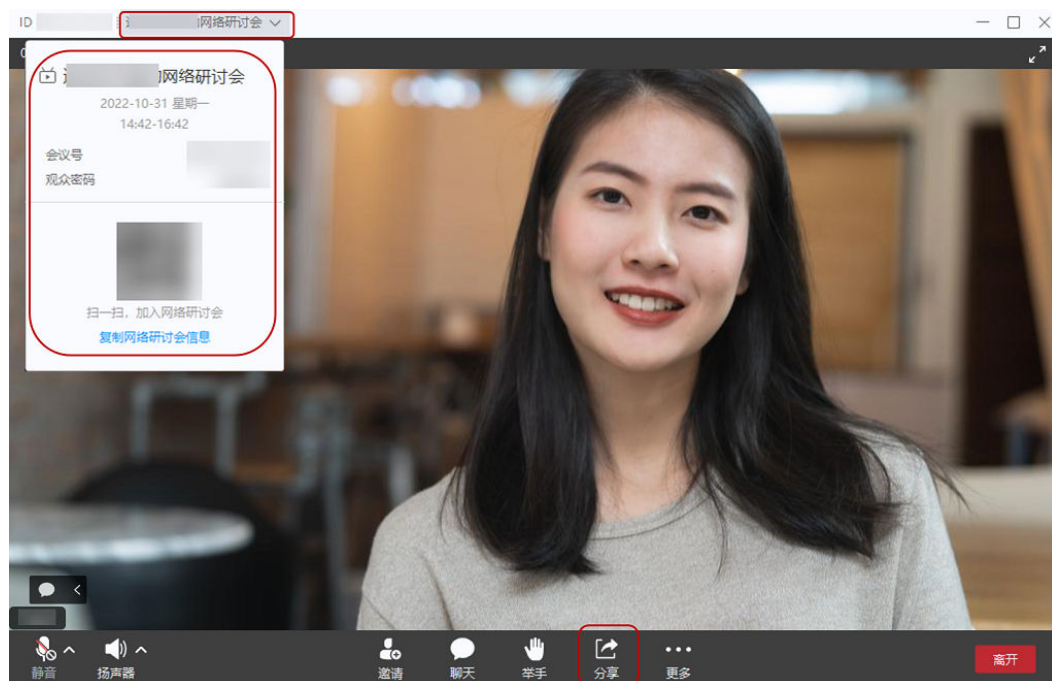 ID
网络研讨会
的网络研讨会
2022-10-31 星期一
14:42-16:42
会议号
观众密码
扫一扫，加入网络研讨会
复制网络研讨会信息
静音
扬声器
邀请
聊天
举手
分享
更多
离开